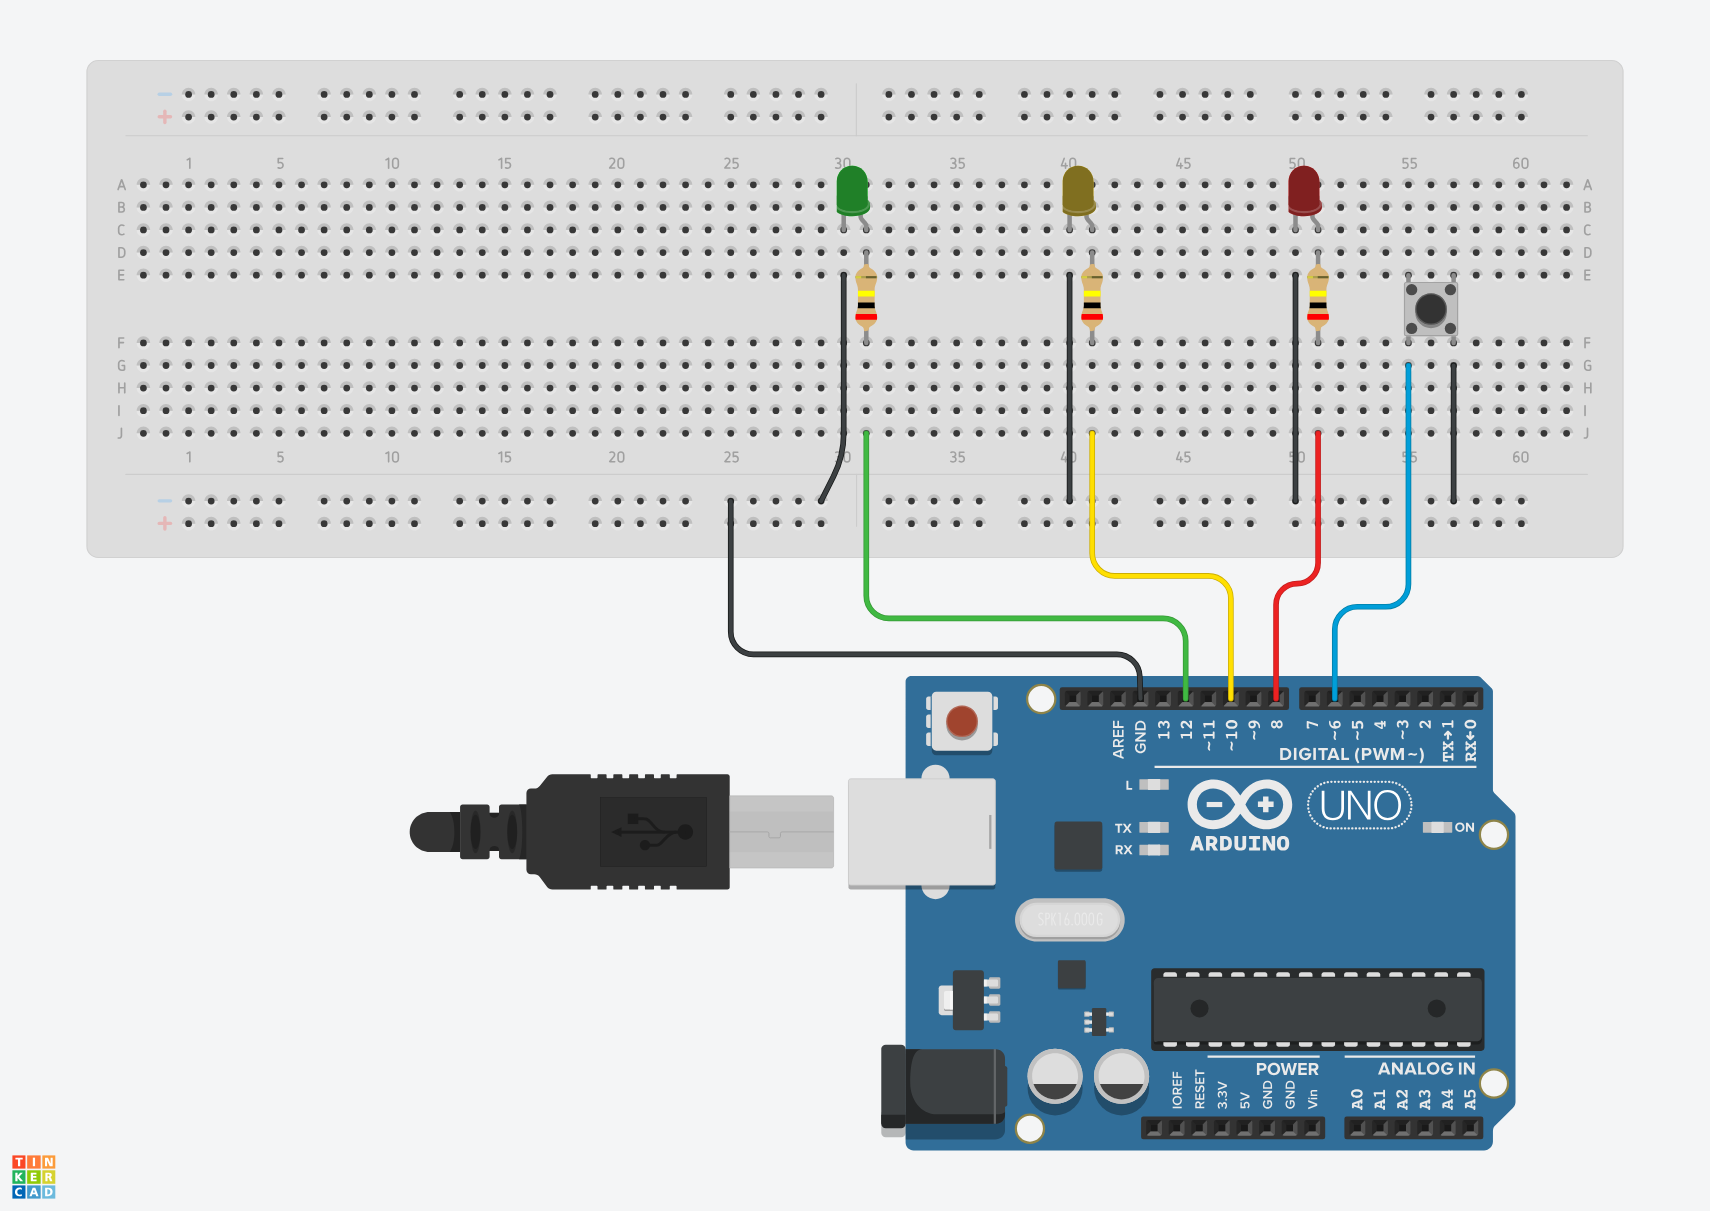 − −
+ +
1 5 10 15 20 25 30 35 40 45 50 55 60
A A
B B
C C
D D
E E
F F
G G
H H
I I
J J
1 5 10 15 20 25 30 35 40 45 50 55 60
−
+
AREF GND 13 12 ~11 ~10 ~9 8 7 ~6 ~5 4 ~3 2 TX→1 RX←0
DIGITAL (PWM~)
L
UNO
TX ON
RX ARDUINO
SPK16.000G
POWER ANALOG IN
IOREF RESET 3.3V 5V GND GND Vin A0 A1 A2 A3 A4 A5
TIN
KER
CAD